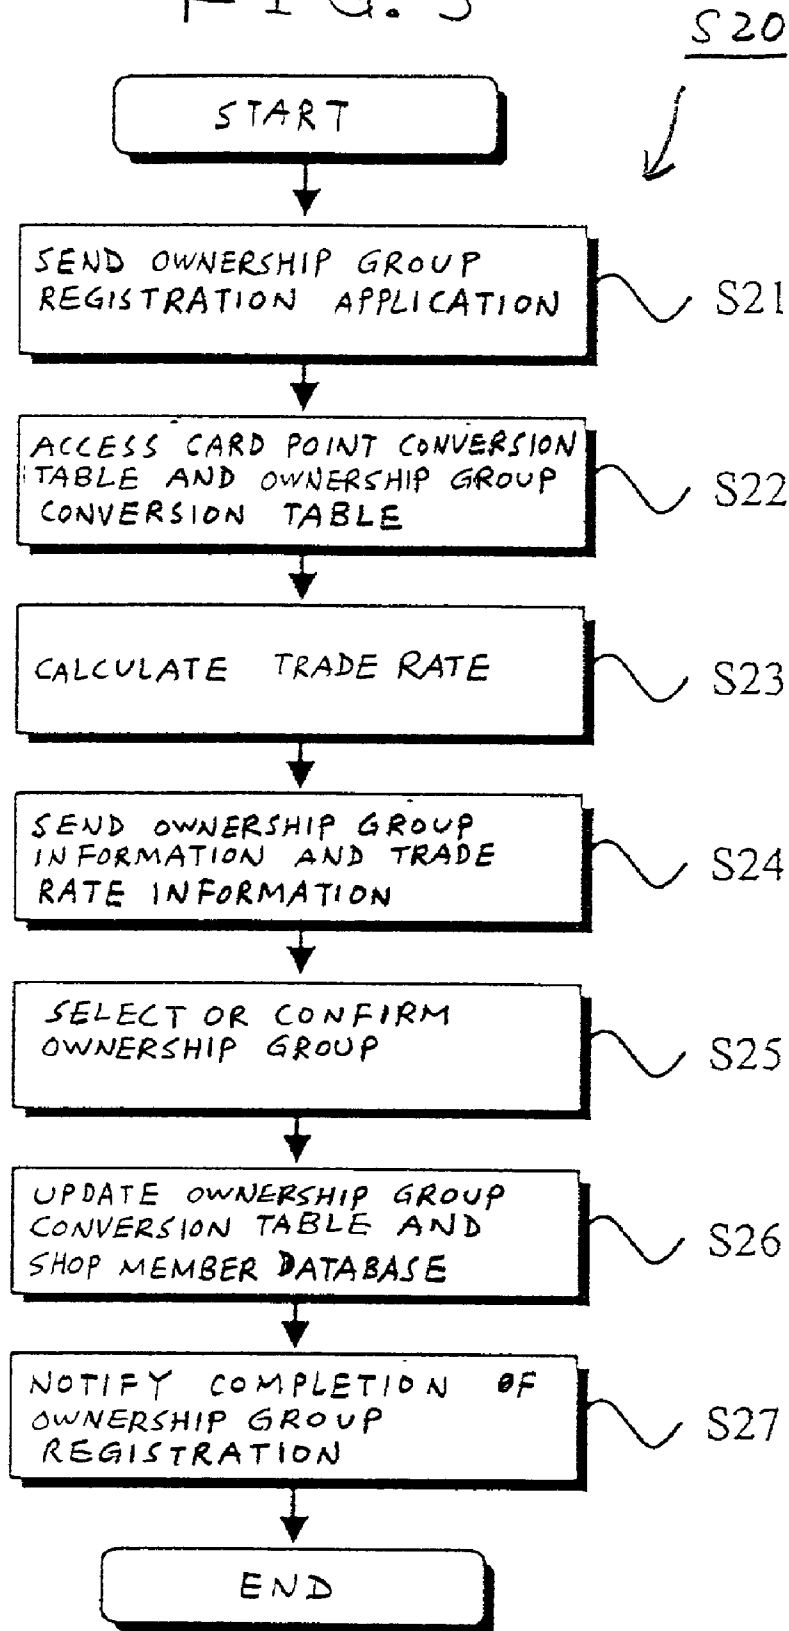 S20
START
SEND OWNERSHIP GROUP
REGISTRATION APPLICATION
S21
ACCESS CARD POINT CONVERSION
TABLE AND OWNERSHIP GROUP
CONVERSION TABLE
S22
CALCULATE TRADE RATE
S23
SEND OWNERSHIP GROUP
INFORMATION AND TRADE
RATE INFORMATION
S24
SELECT OR CONFIRM
OWNERSHIP GROUP
S25
UPDATE OWNERSHIP GROUP
CONVERSION TABLE AND
SHOP MEMBER DATABASE
S26
NOTIFY COMPLETION OF
OWNERSHIP GROUP
REGISTRATION
S27
END